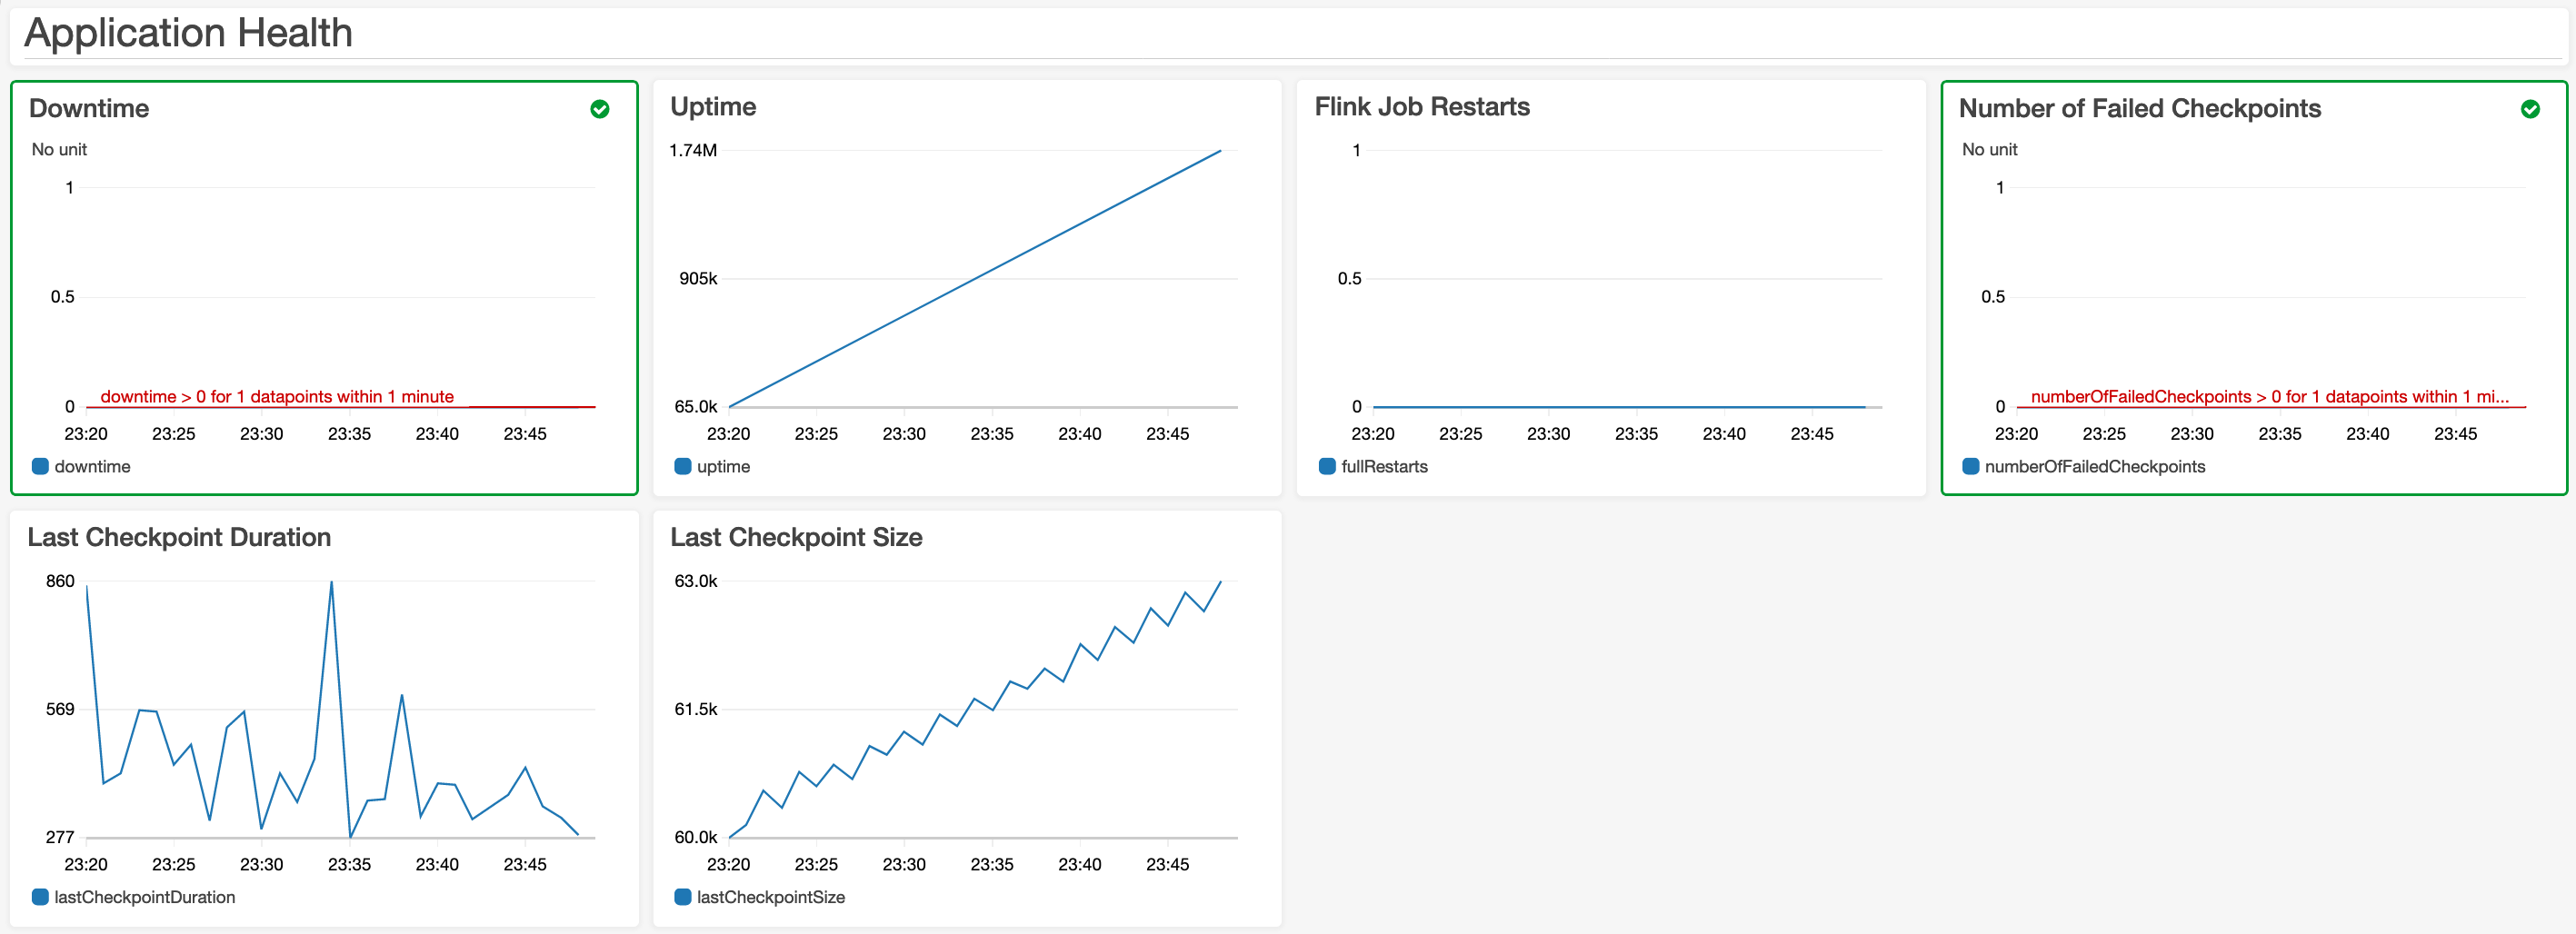 Application Health
Downtime
No unit
1
0.5
0
downtime > 0 for 1 datapoints within 1 minute
23:20 23:25 23:30 23:35 23:40 23:45
downtime
Uptime
1.74M
905k
65.0k
23:20 23:25 23:30 23:35 23:40 23:45
uptime
Flink Job Restarts
1
0.5
0
23:20 23:25 23:30 23:35 23:40 23:45
fullRestarts
Number of Failed Checkpoints
No unit
1
0.5
0
numberOfFailedCheckpoints > 0 for 1 datapoints within 1 mi...
23:20 23:25 23:30 23:35 23:40 23:45
numberOfFailedCheckpoints
Last Checkpoint Duration
860
569
277
23:20 23:25 23:30 23:35 23:40 23:45
lastCheckpointDuration
Last Checkpoint Size
63.0k
61.5k
60.0k
23:20 23:25 23:30 23:35 23:40 23:45
lastCheckpointSize